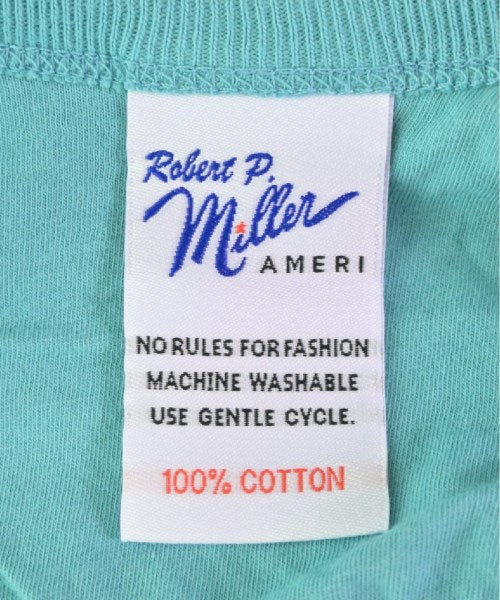 Robert P.
Miller
AMERI
NO RULES FOR FASHION
MACHINE WASHABLE
USE GENTLE CYCLE.
100% COTTON